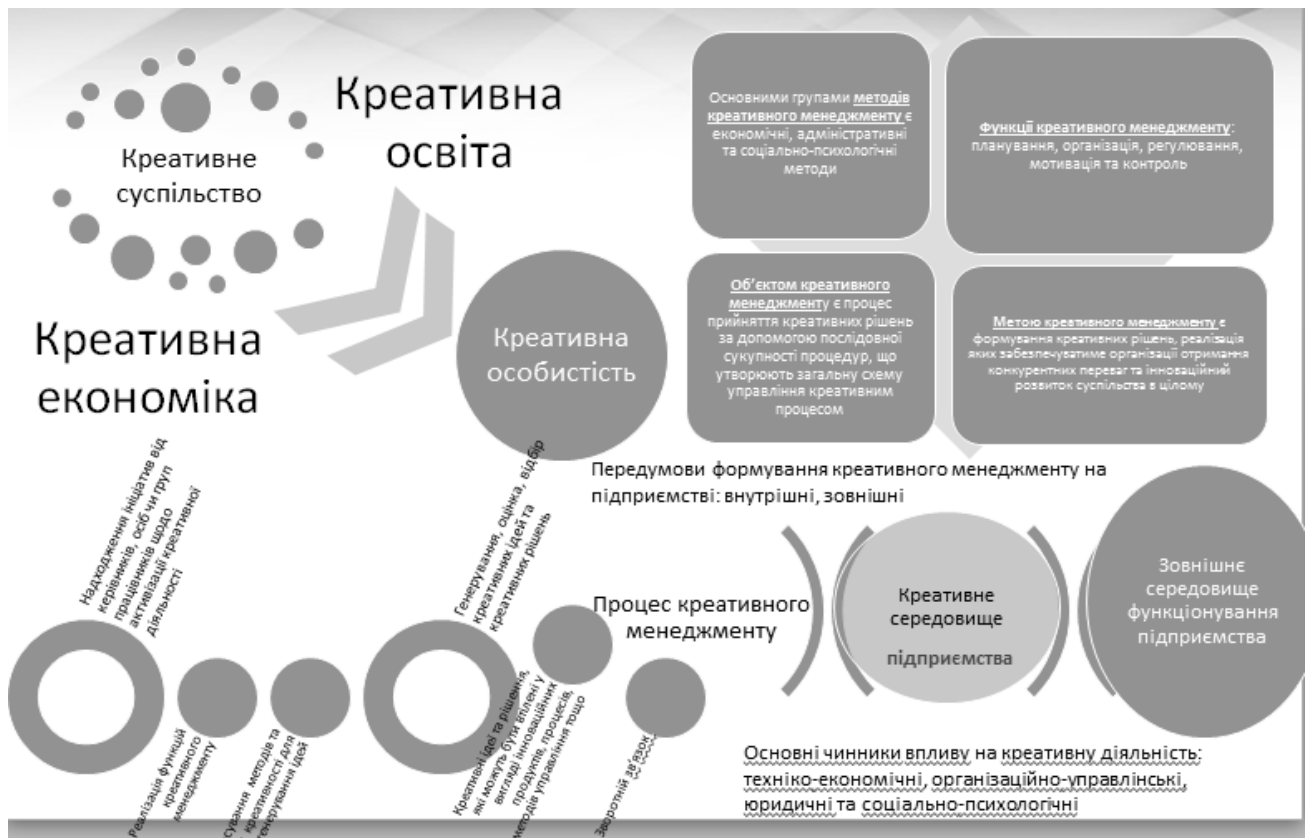 Креативне
суспільство
Креативна
освіта
Креативна
економіка
Креативна
особистість
Основними групами методів
креативного менеджменту є
економічні, адміністративні
та соціально-психологічні
методи
Функції креативного менеджменту:
планування, організація, регулювання,
мотивація та контроль
Об'єктом креативного
менеджменту є процес
прийняття креативних рішень
за допомогою послідовної
сукупності процедур, що
утворюють загальну схему
управління креативним
процесом
Метою креативного менеджменту є
формування креативних рішень, реалізація
яких забезпечуватиме організації отримання
конкурентних переваг та інноваційний
розвиток суспільства в цілому
Передумови формування креативного менеджменту на
підприємстві: внутрішні, зовнішні
Надходження ініціатив від
керівників, осіб чи груп
працівників щодо
активізації креативної
діяльності
Реалізація функцій
креативного
менеджменту
методів та
креативності для
генерування ідей
Генерування, оцінка, відбір
креативних ідей та
креативних рішень
Креативні ідеї та рішення,
які можуть бути втілені у
вигляді інноваційних
продуктів, процесів,
методів управління тощо
Зворотній зв'язок
Процес креативного
менеджменту
Креативне
середовище
підприємства
Зовнішнє
середовище
функціонування
підприємства
Основні чинники впливу на креативну діяльність:
техніко-економічні, організаційно-управлінські,
юридичні та соціально-психологічні